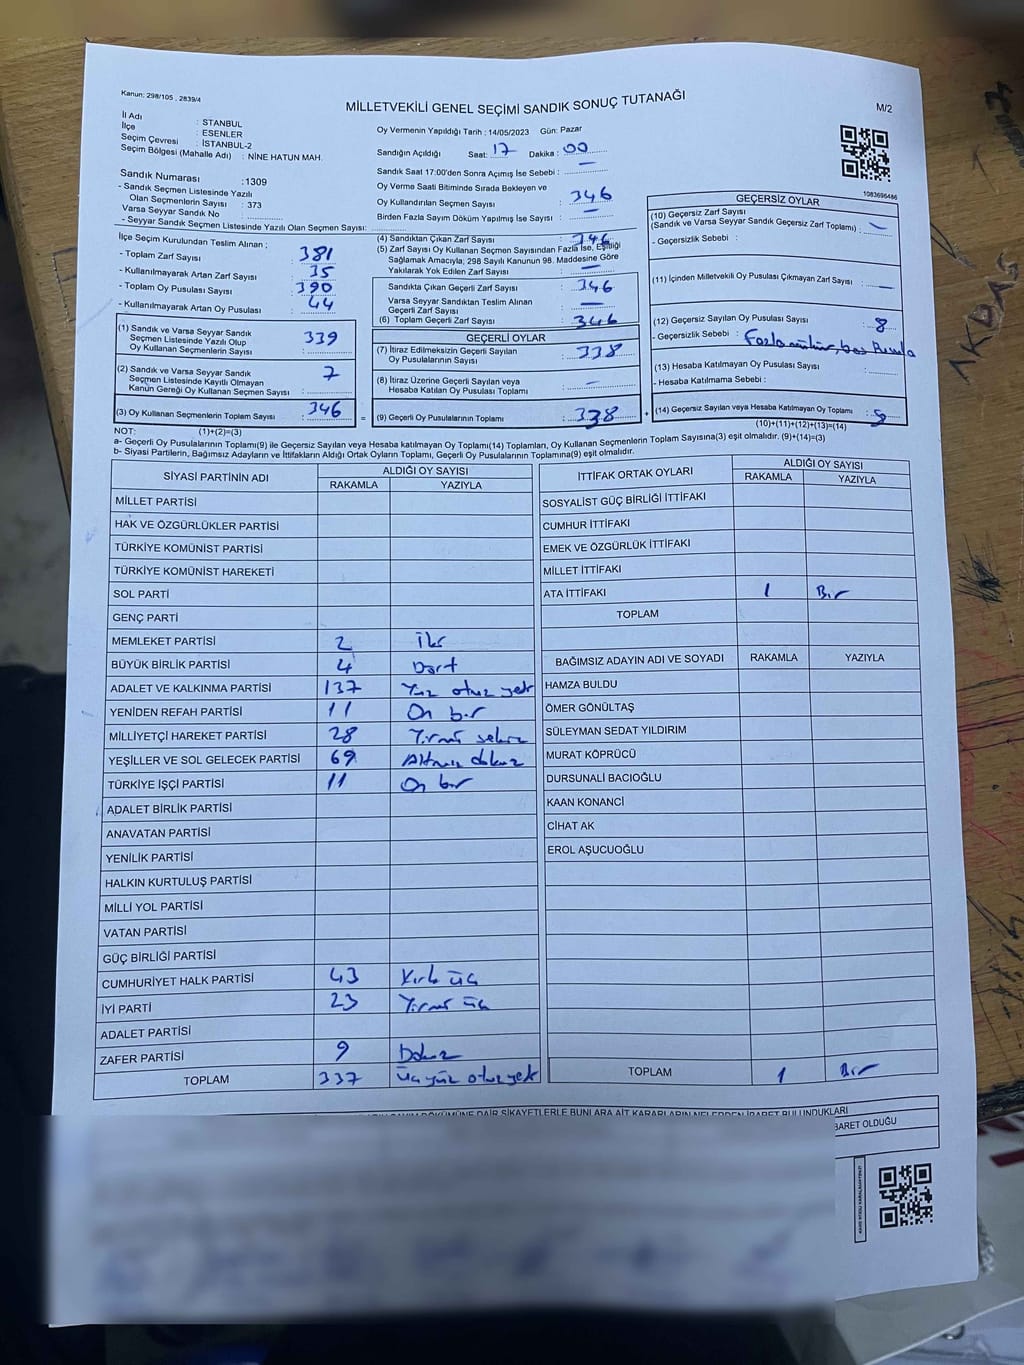 Kanun: 298/105 . 2839/4
MİLLETVEKİLİ GENEL SEÇİMİ SANDIK SONUÇ TUTANAĞI
M/2
İl Adı : İSTANBUL
İlçe : ESENLER
Seçim Çevresi : İSTANBUL-2
Seçim Bölgesi (Mahalle Adı) : NİNE HATUN MAH.
Oy Vermenin Yapıldığı Tarih : 14/05/2023 Gün: Pazar
Sandığın Açıldığı Saat: 17 Dakika : 00
Sandık Saat 17:00'den Sonra Açımış İse Sebebi : —
Oy Verme Saati Bitiminde Sırada Bekleyen ve
Oy Kullandırılan Seçmen Sayısı : 346
Birden Fazla Sayım Döküm Yapılmış İse Sayısı : —
1083696486
Sandık Numarası :1309
- Sandık Seçmen Listesinde Yazılı
Olan Seçmenlerin Sayısı : 373
Varsa Seyyar Sandık No :
- Seyyar Sandık Seçmen Listesinde Yazılı Olan Seçmen Sayısı:
İlçe Seçim Kurulundan Teslim Alınan ;
- Toplam Zarf Sayısı : 381
- Kullanılmayarak Artan Zarf Sayısı : 35
- Toplam Oy Pusulası Sayısı : 390
- Kullanılmayarak Artan Oy Pusulası : 44
(1) Sandık ve Varsa Seyyar Sandık
Seçmen Listesinde Yazılı Olup
Oy Kullanan Seçmenlerin Sayısı : 339
(2) Sandık ve Varsa Seyyar Sandık
Seçmen Listesinde Kayıtlı Olmayan
Kanun Gereği Oy Kullanan Seçmen Sayısı : 7
(3) Oy Kullanan Seçmenlerin Toplam Sayısı : 346
(1)+(2)=(3)
(4) Sandıktan Çıkan Zarf Sayısı : 346
(5) Zarf Sayısı Oy Kullanan Seçmen Sayısından Fazla İse, Eşitliği
Sağlamak Amacıyla; 298 Sayılı Kanunun 98. Maddesine Göre
Yakılarak Yok Edilen Zarf Sayısı : —
Sandıkta Çıkan Geçerli Zarf Sayısı : 346
Varsa Seyyar Sandıktan Teslim Alınan
Geçerli Zarf Sayısı : —
(6) Toplam Geçerli Zarf Sayısı : 346
GEÇERLİ OYLAR
(7) İtiraz Edilmeksizin Geçerli Sayılan
Oy Pusulalarının Sayısı : 338
(8) İtiraz Üzerine Geçerli Sayılan veya
Hesaba Katılan Oy Pusulası Toplamı : —
= (9) Geçerli Oy Pusulalarının Toplamı : 338
GEÇERSİZ OYLAR
(10) Geçersiz Zarf Sayısı
(Sandık ve Varsa Seyyar Sandık Geçersiz Zarf Toplamı) : —
- Geçersizlik Sebebi :
(11) İçinden Milletvekili Oy Pusulası Çıkmayan Zarf Sayısı : —
(12) Geçersiz Sayılan Oy Pusulası Sayısı : 8
- Geçersizlik Sebebi : Fazla mühür, boş Pusula
(13) Hesaba Katılmayan Oy Pusulası Sayısı :
- Hesaba Katılmama Sebebi :
+ (14) Geçersiz Sayılan veya Hesaba Katılmayan Oy Toplamı : 8
(10)+(11)+(12)+(13)=(14)
NOT:
a- Geçerli Oy Pusulalarının Toplamı(9) ile Geçersiz Sayılan veya Hesaba katılmayan Oy Toplamı(14) Toplamları, Oy Kullanan Seçmenlerin Toplam Sayısına(3) eşit olmalıdır. (9)+(14)=(3)
b- Siyasi Partilerin, Bağımsız Adayların ve İttifakların Aldığı Ortak Oyların Toplamı, Geçerli Oy Pusulalarının Toplamına(9) eşit olmalıdır.
SİYASİ PARTİNİN ADI ALDIĞI OY SAYISI
RAKAMLA YAZIYLA
MİLLET PARTİSİ
HAK VE ÖZGÜRLÜKLER PARTİSİ
TÜRKİYE KOMÜNİST PARTİSİ
TÜRKİYE KOMÜNİST HAREKETİ
SOL PARTİ
GENÇ PARTİ
MEMLEKET PARTİSİ 2 İki
BÜYÜK BİRLİK PARTİSİ 4 Dört
ADALET VE KALKINMA PARTİSİ 137 Yüz otuz yedi
YENİDEN REFAH PARTİSİ 11 On bir
MİLLİYETÇİ HAREKET PARTİSİ 28 Yirmi sekiz
YEŞİLLER VE SOL GELECEK PARTİSİ 69 Altmış dokuz
TÜRKİYE İŞÇİ PARTİSİ 11 On bir
ADALET BİRLİK PARTİSİ
ANAVATAN PARTİSİ
YENİLİK PARTİSİ
HALKIN KURTULUŞ PARTİSİ
MİLLİ YOL PARTİSİ
VATAN PARTİSİ
GÜÇ BİRLİĞİ PARTİSİ
CUMHURİYET HALK PARTİSİ 43 Kırk üç
İYİ PARTİ 23 Yirmi üç
ADALET PARTİSİ
ZAFER PARTİSİ 9 Dokuz
TOPLAM 337 Üç yüz otuz yedi
İTTİFAK ORTAK OYLARI ALDIĞI OY SAYISI
RAKAMLA YAZIYLA
SOSYALİST GÜÇ BİRLİĞİ İTTİFAKI
CUMHUR İTTİFAKI
EMEK VE ÖZGÜRLÜK İTTİFAKI
MİLLET İTTİFAKI
ATA İTTİFAKI 1 Bir
TOPLAM
BAĞIMSIZ ADAYIN ADI VE SOYADI RAKAMLA YAZIYLA
HAMZA BULDU
ÖMER GÖNÜLTAŞ
SÜLEYMAN SEDAT YILDIRIM
MURAT KÖPRÜCÜ
DURSUNALİ BACIOĞLU
KAAN KONANCİ
CİHAT AK
EROL AŞUCUOĞLU
TOPLAM 1 Bir
DÖKÜMÜNE DAİR ŞİKAYETLERLE BUNLARA AİT KARARLARIN NELERDEN İBARET BULUNDUKLARI
BARET OLDUĞU
AKDAŞ